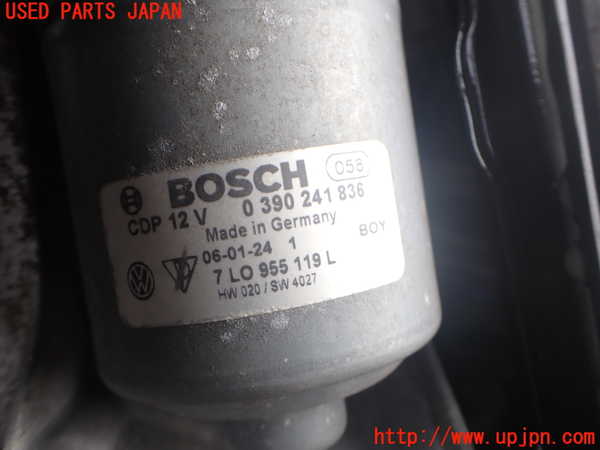 USED PARTS JAPAN
BOSCH 058
CDP 12 V 0 390 241 836
Made in Germany
06-01-24 1 BOY
7 L0 955 119 L
HW 020 / SW 4027
http://www.upjpn.com/